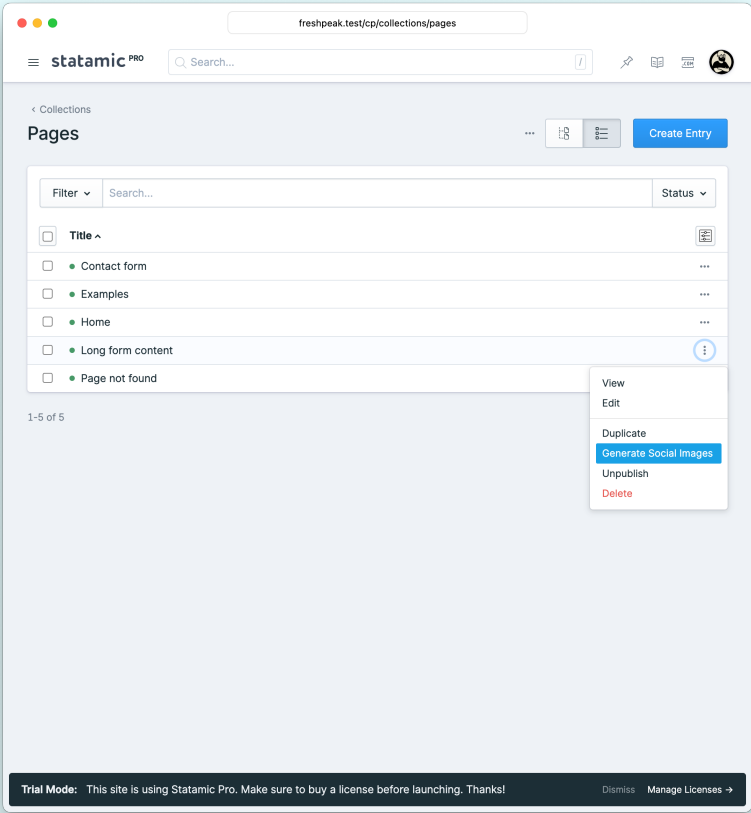 freshpeak.test/cp/collections/pages
statamic PRO
Search...
/
.COM
‹ Collections
Pages
Create Entry
Filter
Search...
Status
Title
Contact form
Examples
Home
Long form content
Page not found
1-5 of 5
View
Edit
Duplicate
Generate Social Images
Unpublish
Delete
Trial Mode: This site is using Statamic Pro. Make sure to buy a license before launching. Thanks! Dismiss Manage Licenses →